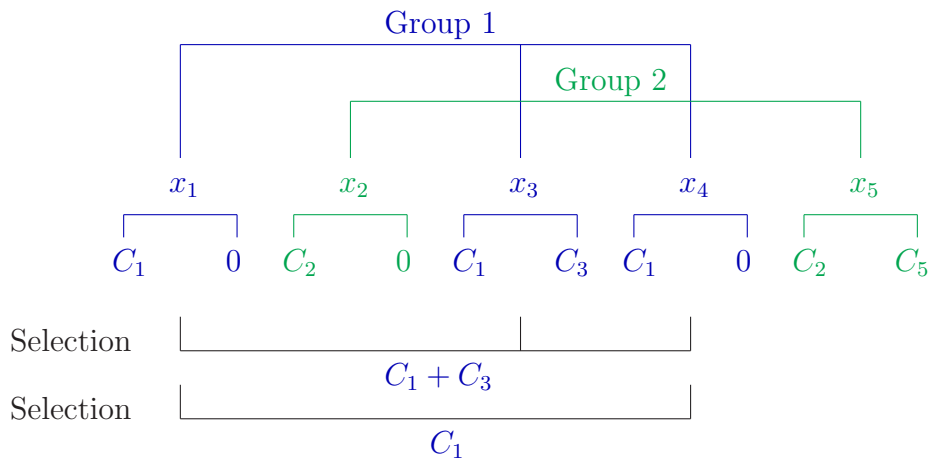 Group 1
Group 2
x₁ x₂ x₃ x₄ x₅
C₁ 0 C₂ 0 C₁ C₃ C₁ 0 C₂ C₅
Selection
C₁ + C₃
Selection
C₁